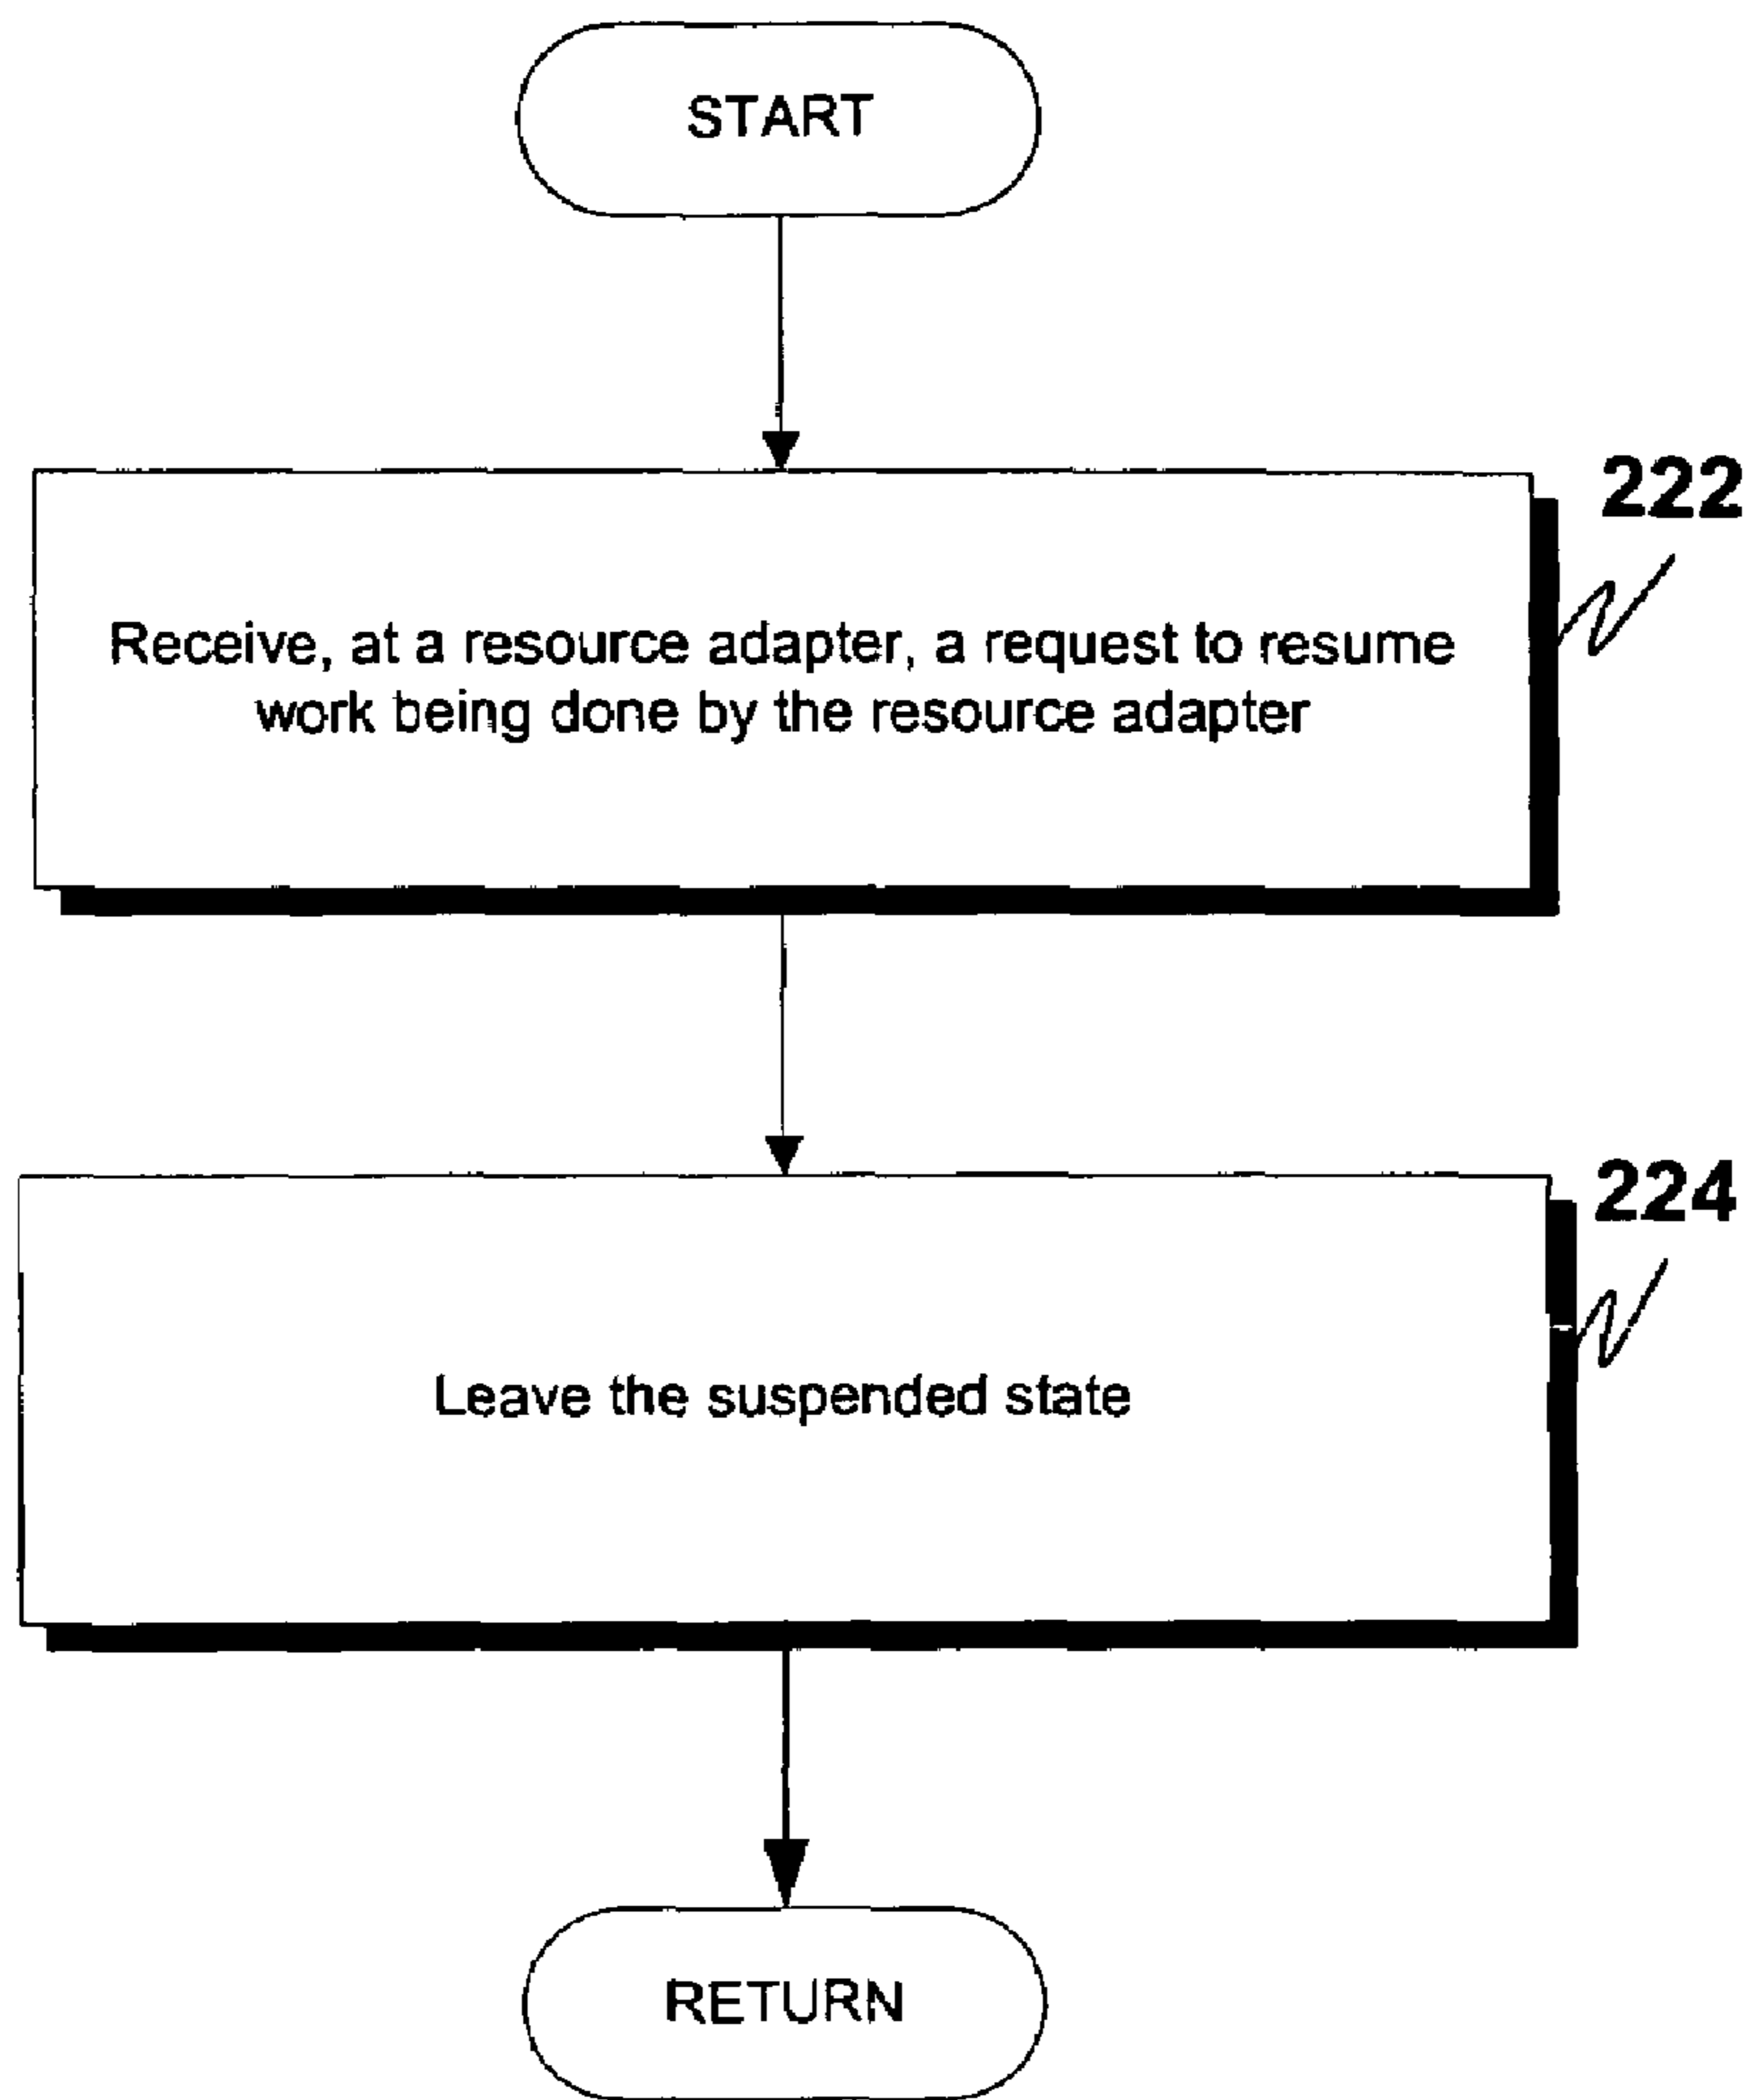 START
222
Receive, at a resource adapter, a request to resume
work being done by the resource adapter
224
Leave the suspended state
RETURN